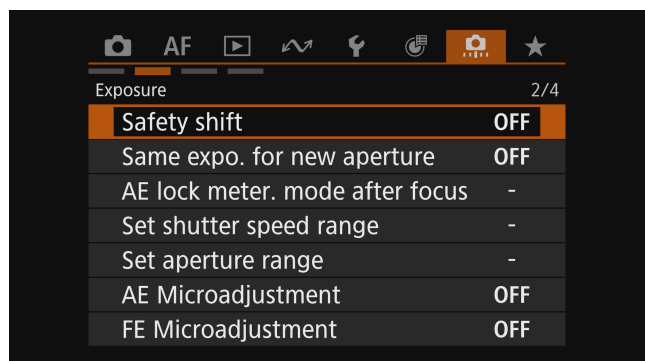 AF
Exposure 2/4
Safety shift OFF
Same expo. for new aperture OFF
AE lock meter. mode after focus -
Set shutter speed range -
Set aperture range -
AE Microadjustment OFF
FE Microadjustment OFF